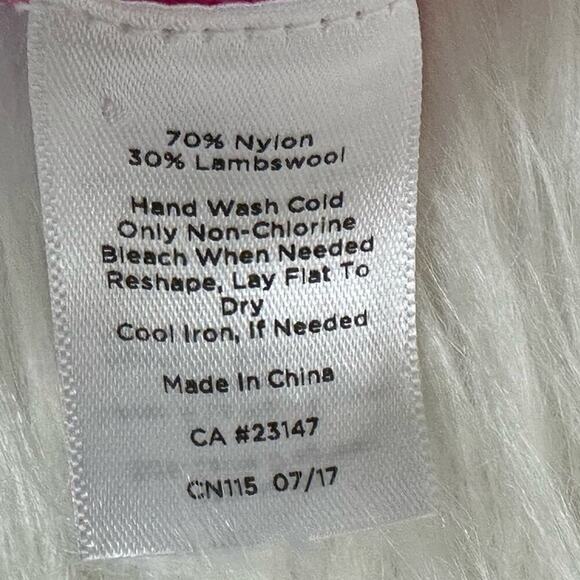 70% Nylon
30% Lambswool
Hand Wash Cold
Only Non-Chlorine
Bleach When Needed
Reshape, Lay Flat To
Dry
Cool Iron, If Needed
Made In China
CA #23147
CN115 07/17